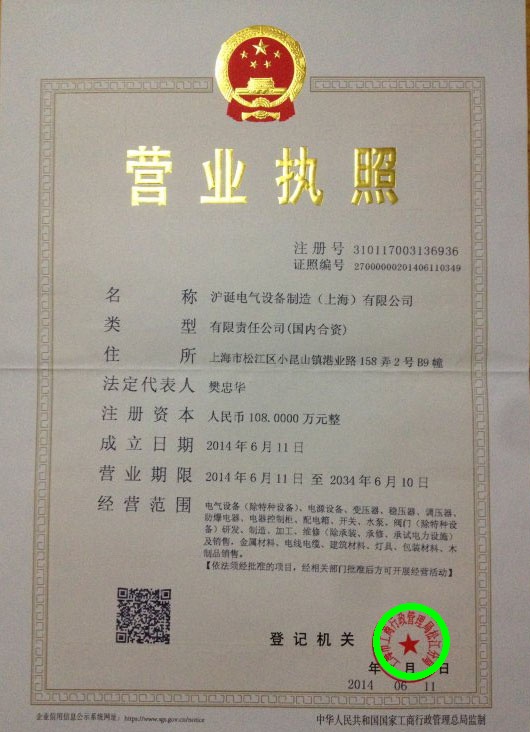 营业执照
注册号 310117003136936
证照编号 27000000201406110349
名称 沪诞电气设备制造（上海）有限公司
类型 有限责任公司(国内合资)
住所 上海市松江区小昆山镇港业路158弄2号B9幢
法定代表人 樊忠华
注册资本 人民币108.0000万元整
成立日期 2014年6月11日
营业期限 2014年6月11日 至 2034年6月10日
经营范围 电气设备（除特种设备）、电源设备、变压器、稳压器、调压器、
防爆电器、电器控制柜、配电箱、开关、水泵、阀门（除特种设
备）研发、制造、加工、维修（除承装、承修、承试电力设施）
及销售，金属材料、电线电缆、建筑材料、灯具、包装材料、木
制品销售。
【依法须经批准的项目，经相关部门批准后方可开展经营活动】
登记机关
上海市工商行政管理局松江分局
年 月 日
2014 06 11
企业信用信息公示系统网址： https://www.sgs.gov.cn/notice
中华人民共和国国家工商行政管理总局监制